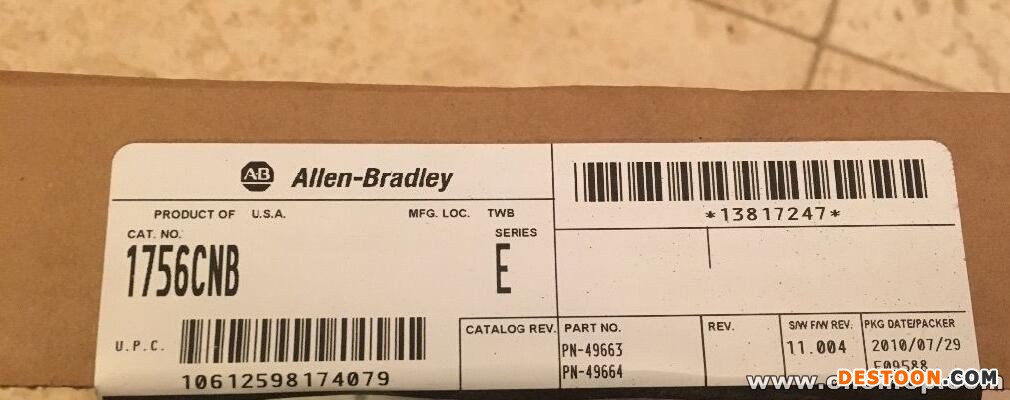 AB Allen-Bradley
PRODUCT OF U.S.A. MFG. LOC. TWB
CAT. NO. SERIES
1756CNB E
U.P.C.
10612598174079
*13817247*
CATALOG REV. PART NO. REV. S/W F/W REV. PKG DATE/PACKER
PN-49663 11.004 2010/07/29
PN-49664
DESTOON.COM